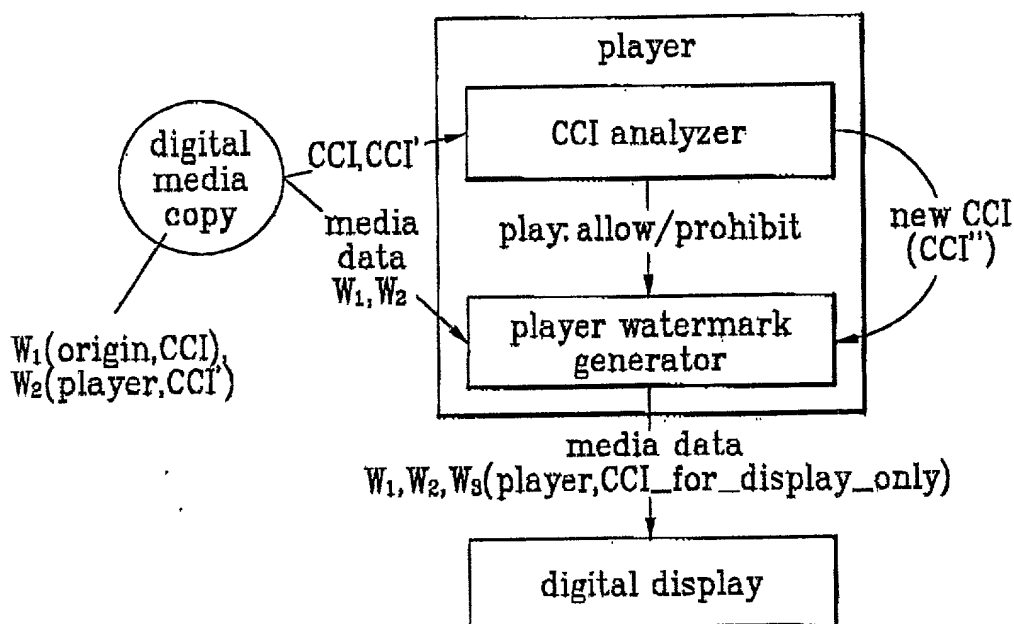 player
CCI analyzer
digital
media
copy
CCI,CCI'
media
data
W₁,W₂
play: allow/prohibit
new CCI
(CCI'')
W₁(origin,CCI),
W₂(player,CCI')
player watermark
generator
media data
W₁,W₂,W₃(player,CCI_for_display_only)
digital display